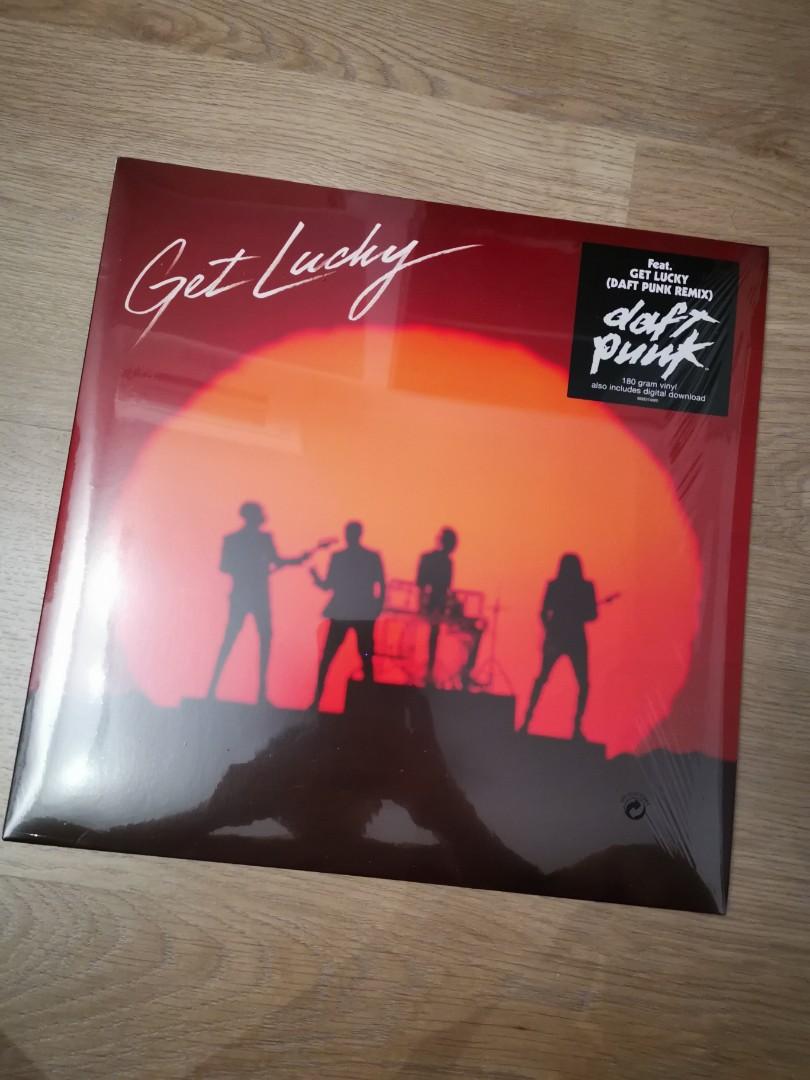 Get Lucky
Feat.
GET LUCKY
(DAFT PUNK REMIX)
daft
punk
180 gram vinyl
also includes digital download